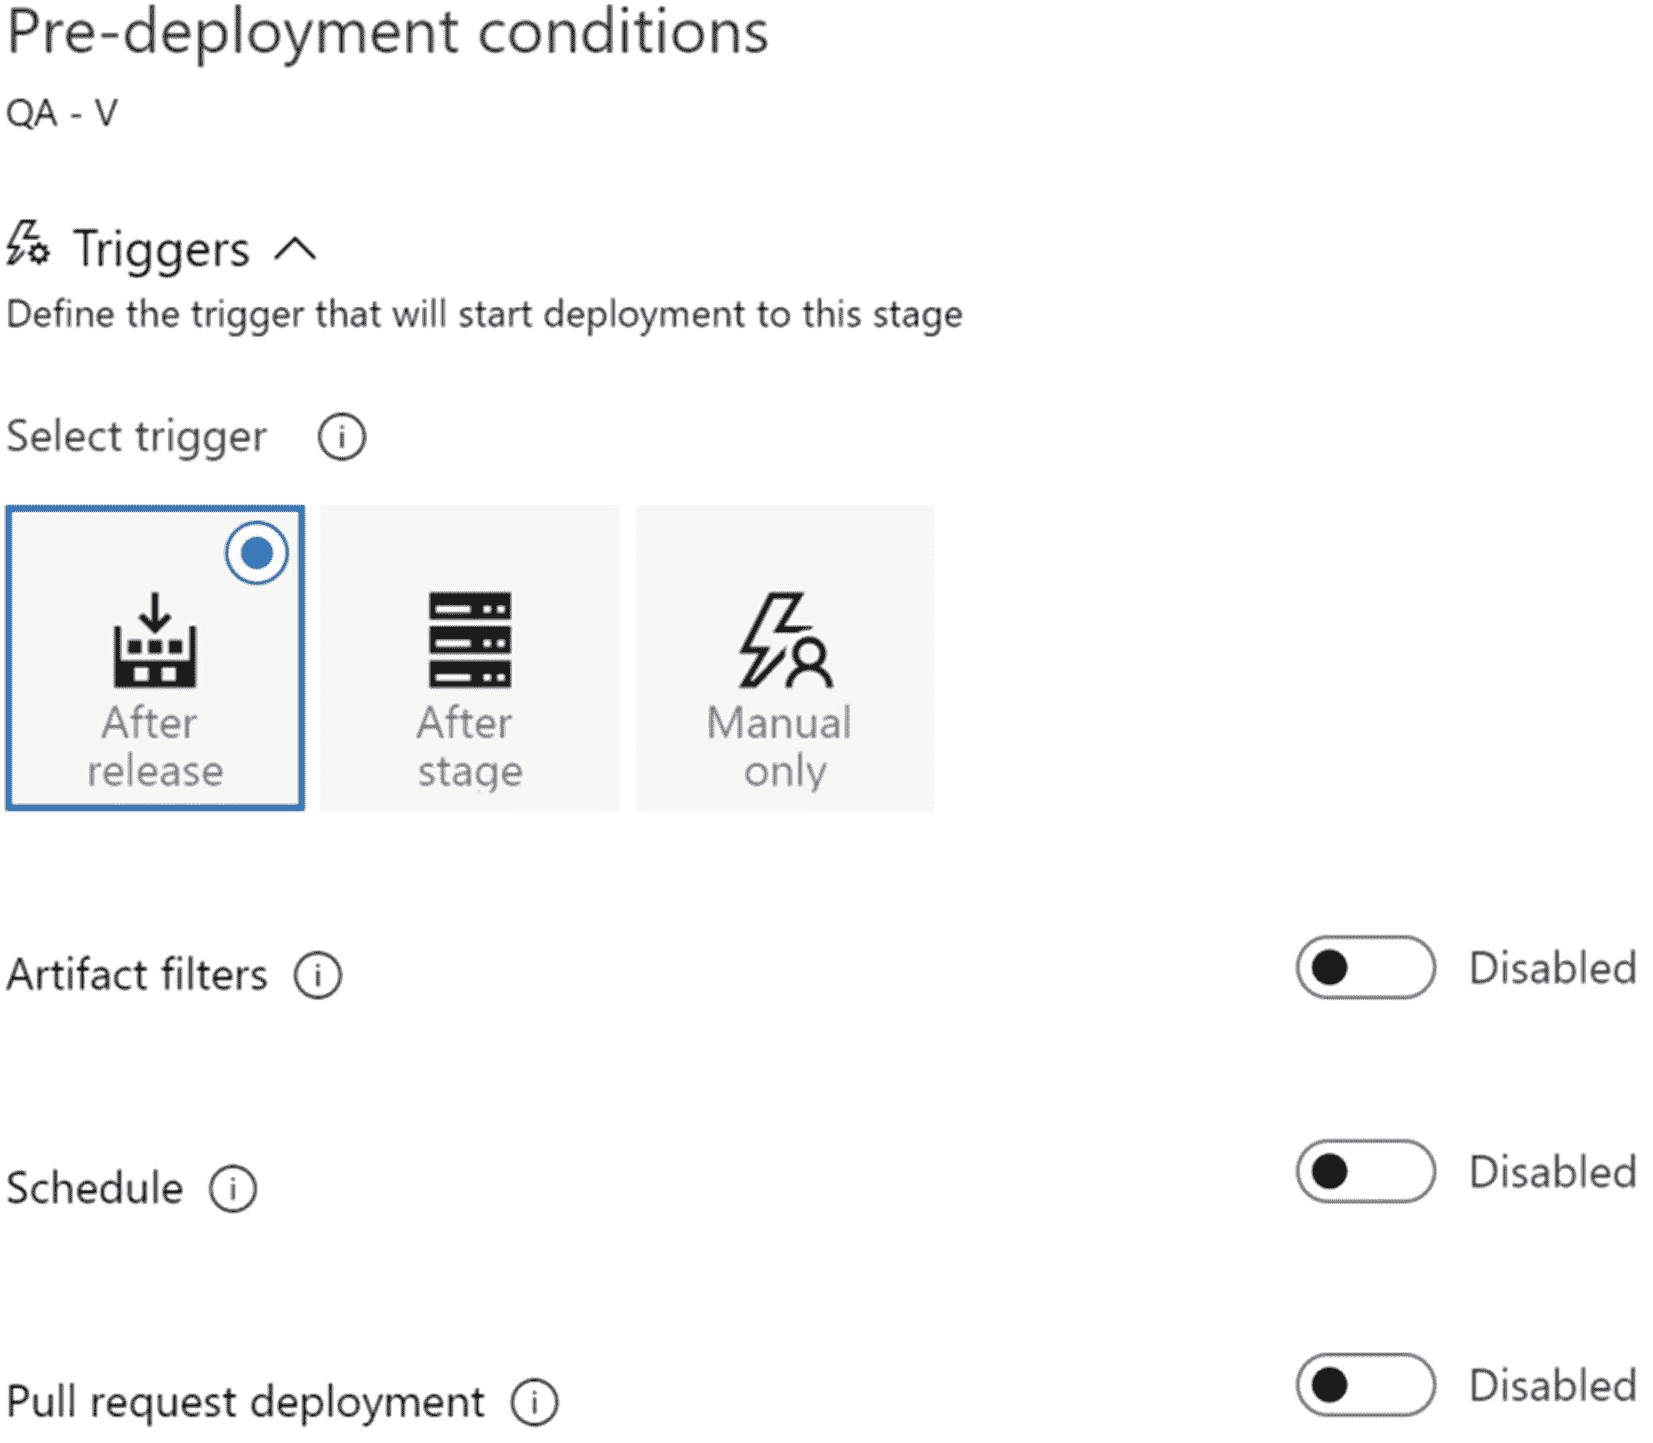 Pre-deployment conditions
QA - V
Triggers
Define the trigger that will start deployment to this stage
Select trigger
After
release
After
stage
Manual
only
Artifact filters
Disabled
Schedule
Disabled
Pull request deployment
Disabled